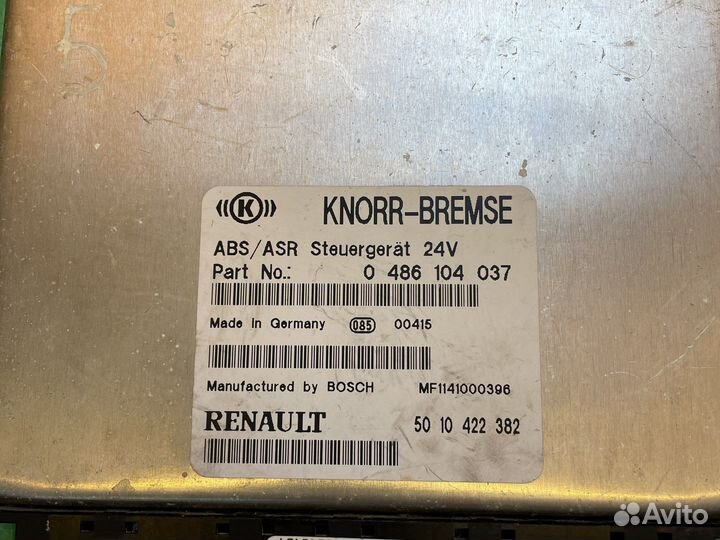 5
((K)) KNORR-BREMSE
ABS/ASR Steuergerät 24V
Part No.: 0 486 104 037
Made in Germany 085 00415
Manufactured by BOSCH MF1141000396
RENAULT 50 10 422 382
Avito